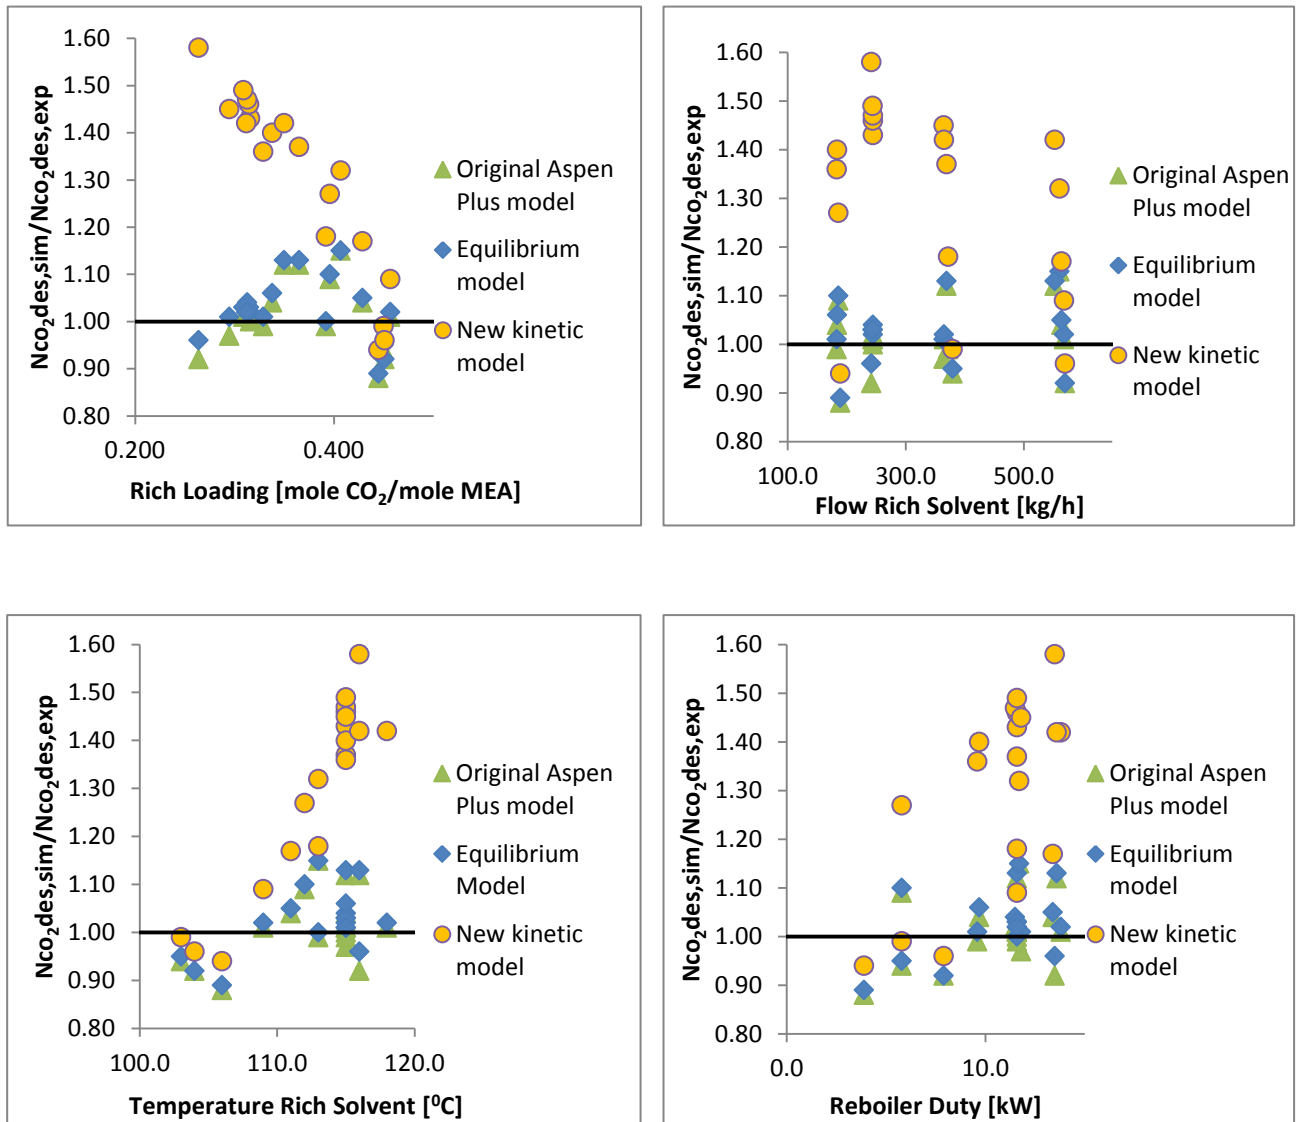 1.60
1.50
1.40
1.30
1.20
1.10
1.00
0.90
0.80
0.200
0.400
Nco₂des,sim/Nco₂des,exp
Rich Loading [mole CO₂/mole MEA]
Original Aspen
Plus model
Equilibrium
model
New kinetic
model
1.60
1.50
1.40
1.30
1.20
1.10
1.00
0.90
0.80
100.0
300.0
500.0
Nco₂des,sim/Nco₂des,exp
Flow Rich Solvent [kg/h]
Original Aspen
Plus model
Equilibrium
model
New kinetic
model
1.60
1.50
1.40
1.30
1.20
1.10
1.00
0.90
0.80
100.0
110.0
120.0
Nco₂des,sim/Nco₂des,exp
Temperature Rich Solvent [⁰C]
Original Aspen
Plus model
Equilibrium
Model
New kinetic
model
1.60
1.50
1.40
1.30
1.20
1.10
1.00
0.90
0.80
0.0
10.0
Nco₂des,sim/Nco₂des,exp
Reboiler Duty [kW]
Original Aspen
Plus model
Equilibrium
model
New kinetic
model